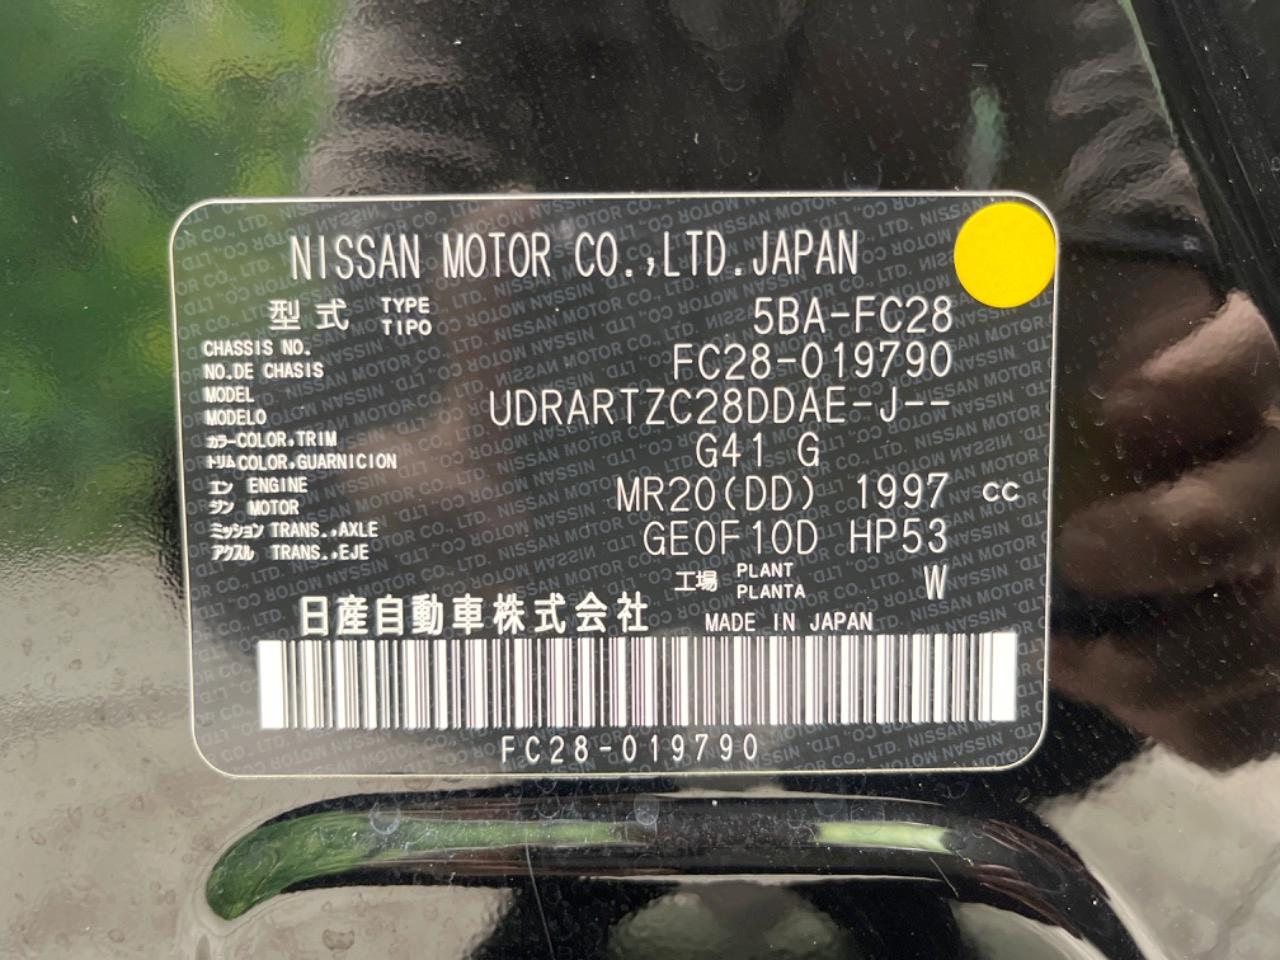 NISSAN MOTOR CO.,LTD.JAPAN
型式 TYPE TIPO 5BA-FC28
CHASSIS NO.
NO.DE CHASIS FC28-019790
MODEL
MODELO UDRARTZC28DDAE-J--
カラー COLOR,TRIM
トリム COLOR,GUARNICION G41 G
エン ENGINE
ジン MOTOR MR20(DD) 1997 cc
ミッション TRANS.,AXLE
アクスル TRANS.,EJE GE0F10D HP53
工場 PLANT PLANTA W
日産自動車株式会社 MADE IN JAPAN
FC28-019790